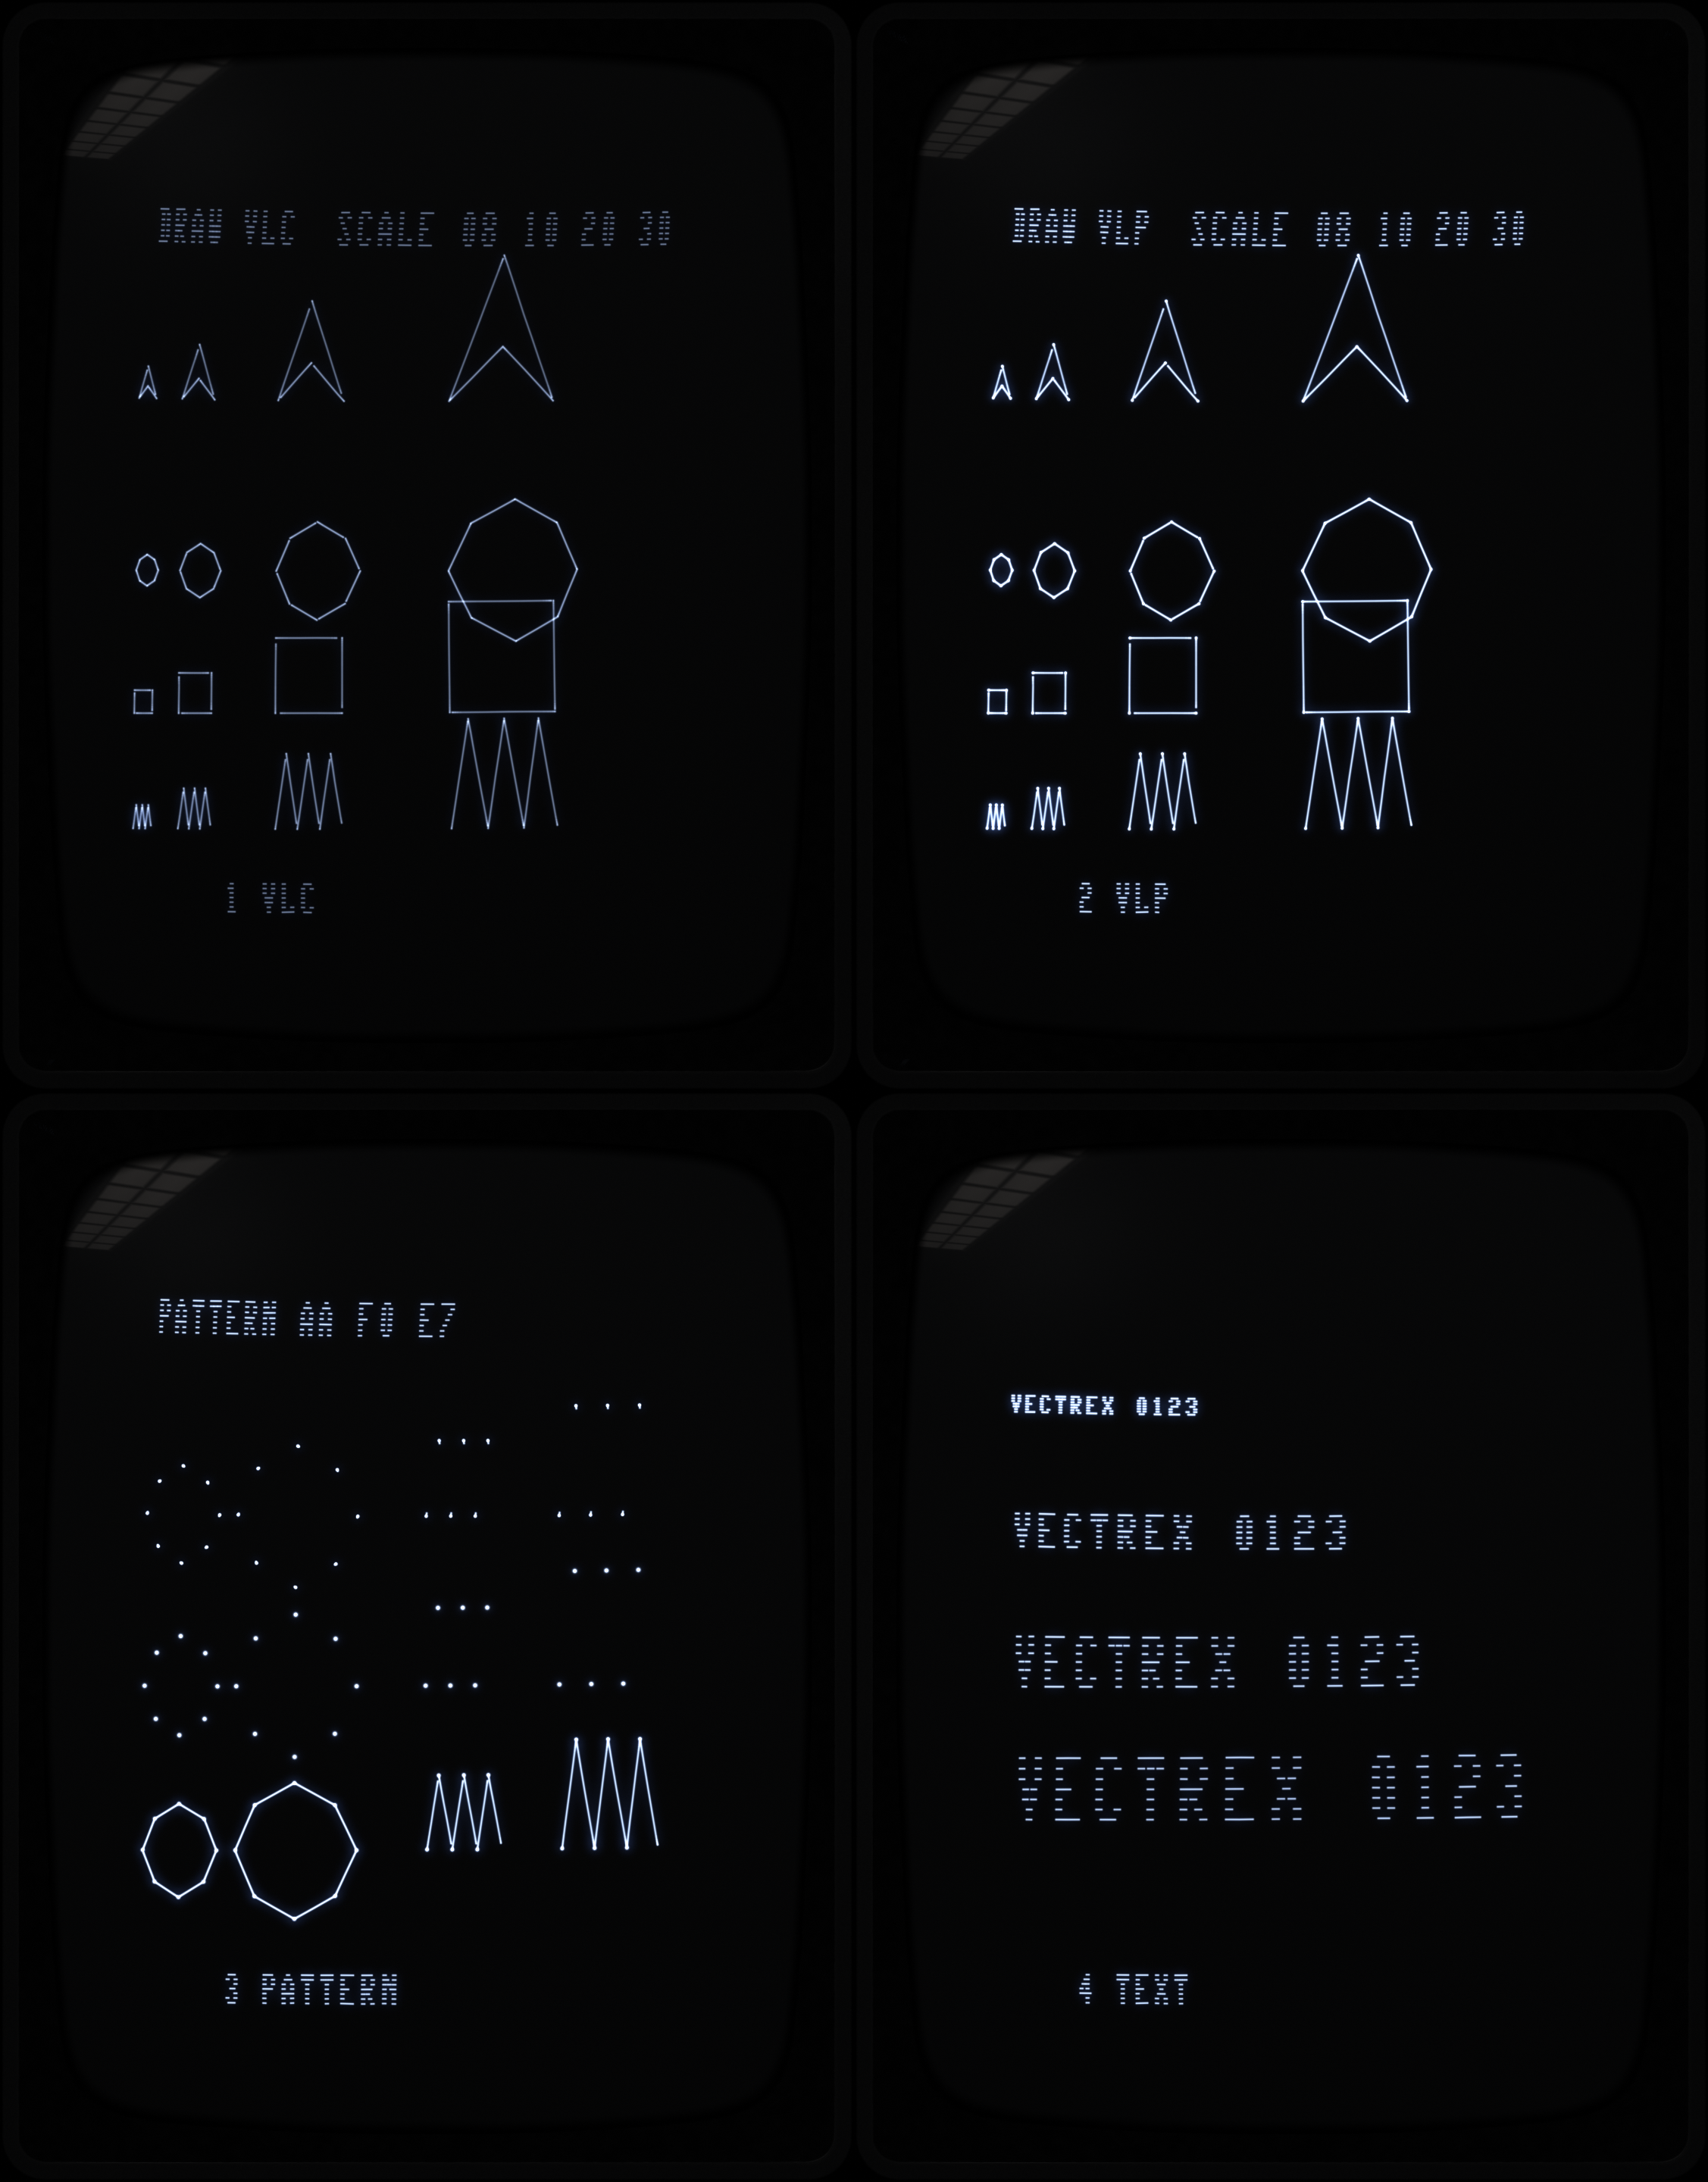 DRAW VLC SCALE 08 10 20 30
1 VLC
DRAW VLP SCALE 08 10 20 30
2 VLP
PATTERN AA F0 E7
3 PATTERN
VECTREX 0123
VECTREX 0123
VECTREX 0123
VECTREX 0123
4 TEXT